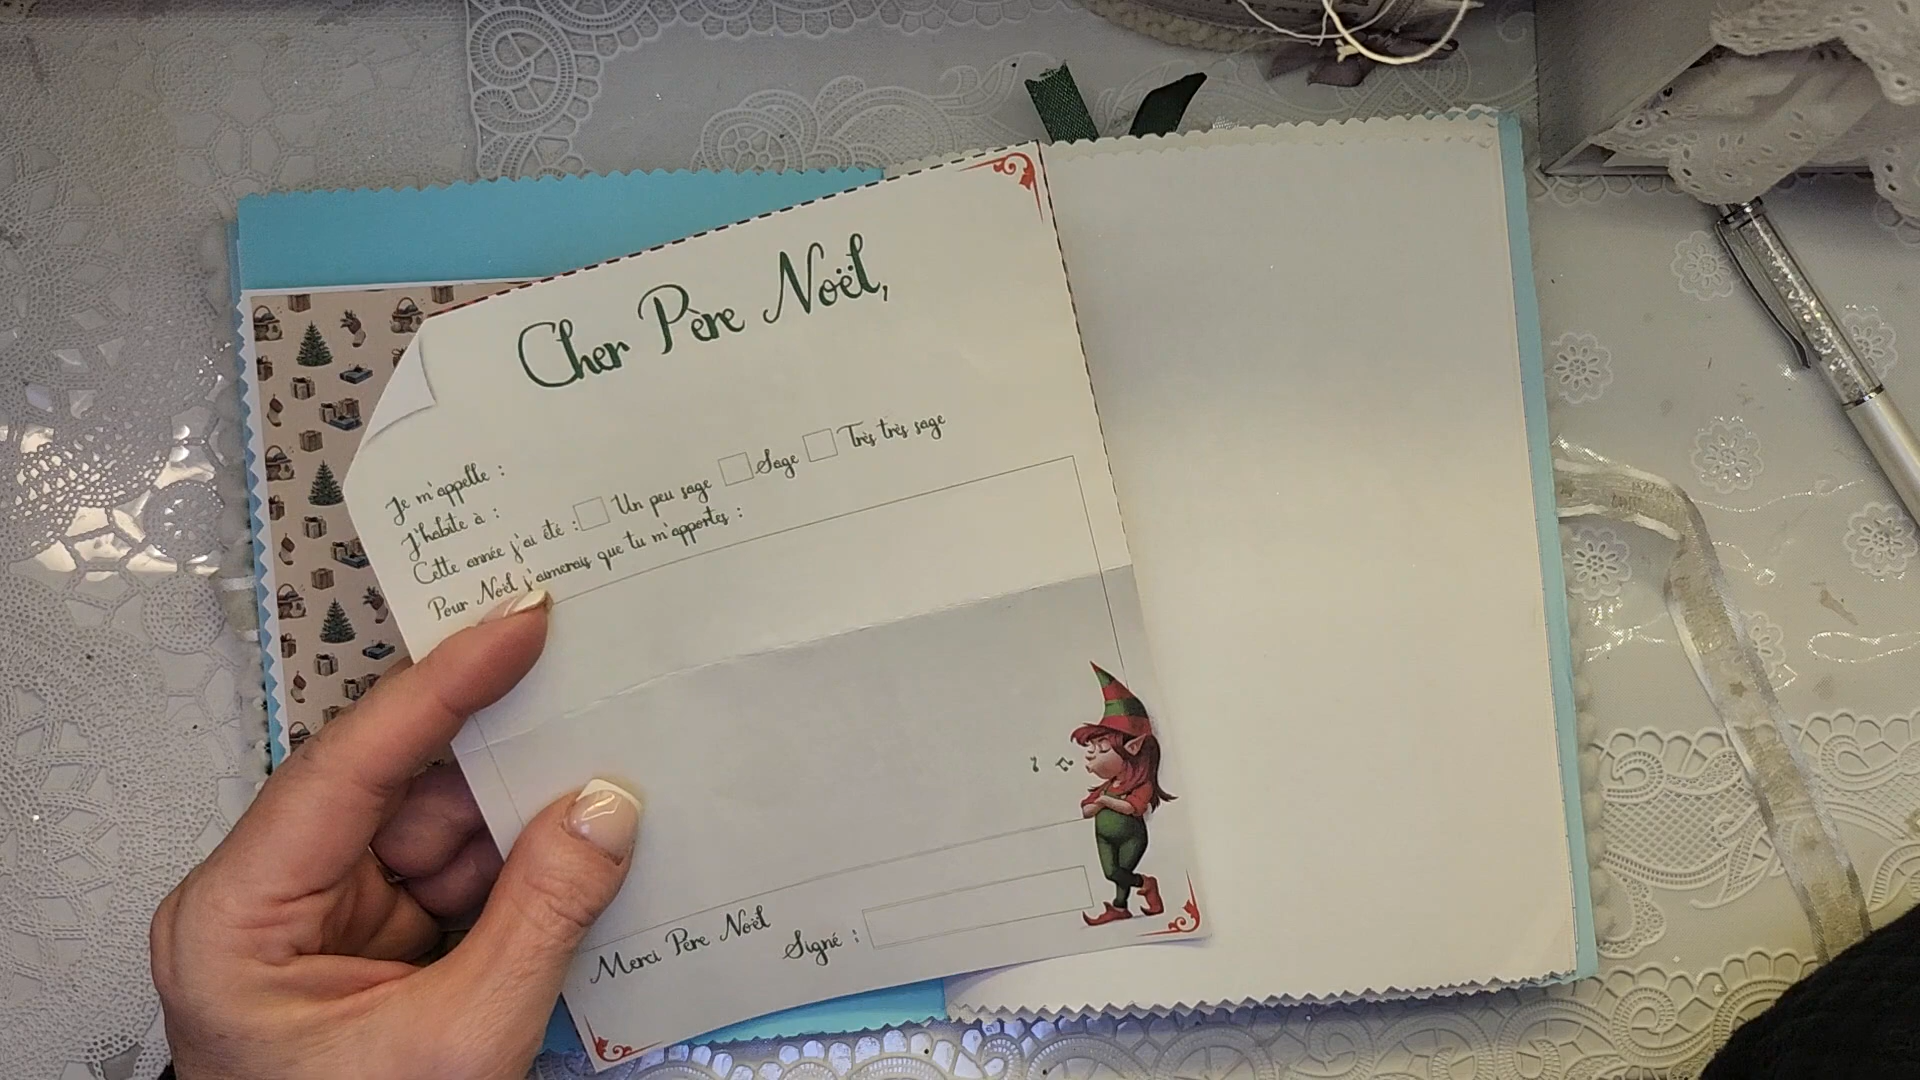 Cher Père Noël,
Je m'appelle :
J'habite à :
Cette année j'ai été : Un peu sage Sage Très très sage
Pour Noël j'aimerais que tu m'apportes :
Merci Père Noël
Signé :